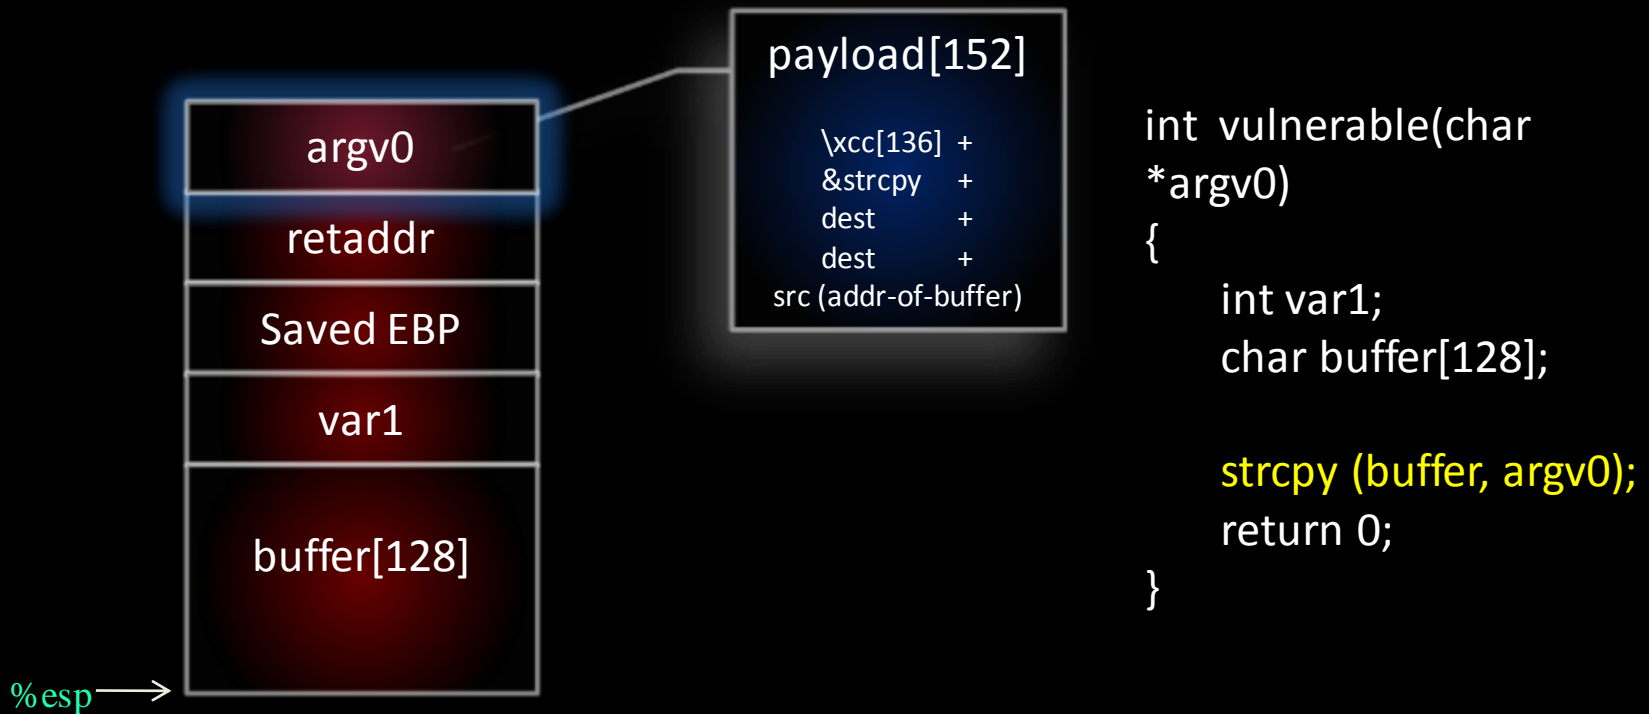 argv0
retaddr
Saved EBP
var1
buffer[128]
%esp
payload[152]
\xcc[136] +
&strcpy +
dest +
dest +
src (addr-of-buffer)
int vulnerable(char
*argv0)
{
int var1;
char buffer[128];
strcpy (buffer, argv0);
return 0;
}